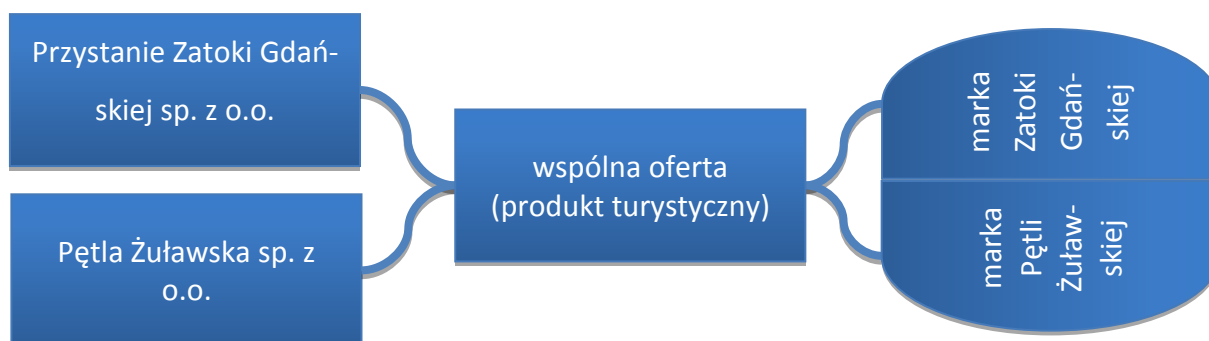 Przystanie Zatoki Gdań-
skiej sp. z o.o.
Pętla Żuławska sp. z
o.o.
wspólna oferta
(produkt turystyczny)
marka
Zatoki
Gdań-
skiej
marka
Pętli
Żuław-
skiej